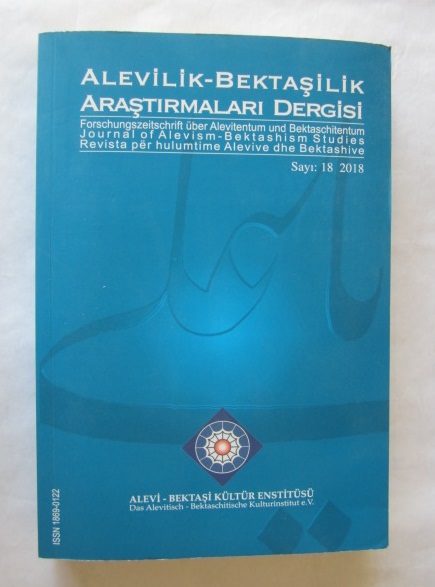 ALEVİLİK-BEKTAŞİLİK
ARAŞTIRMALARI DERGİSİ
Forschungszeitschrift über Alevitentum und Bektaschitentum
Journal of Alevism-Bektashism Studies
Revista për hulumtime Alevive dhe Bektashive
Sayı: 18 2018
ALEVİ - BEKTAŞİ KÜLTÜR ENSTİTÜSÜ
Das Alevitisch - Bektaschitische Kulturinstitut e.V.
ISSN 1869-0122